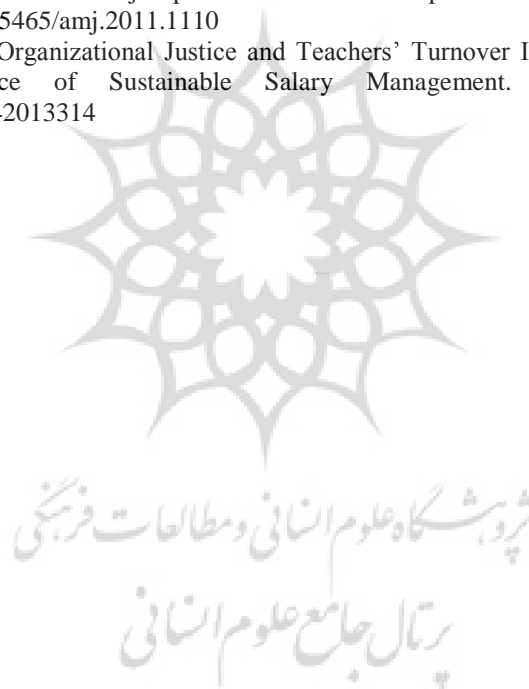 5465/amj.2011.1110
Organizational Justice and Teachers’ Turnover I
ce of Sustainable Salary Management.
-2013314
پژوهشگاه علوم انسانی و مطالعات فرهنگی
پرتال جامع علوم انسانی